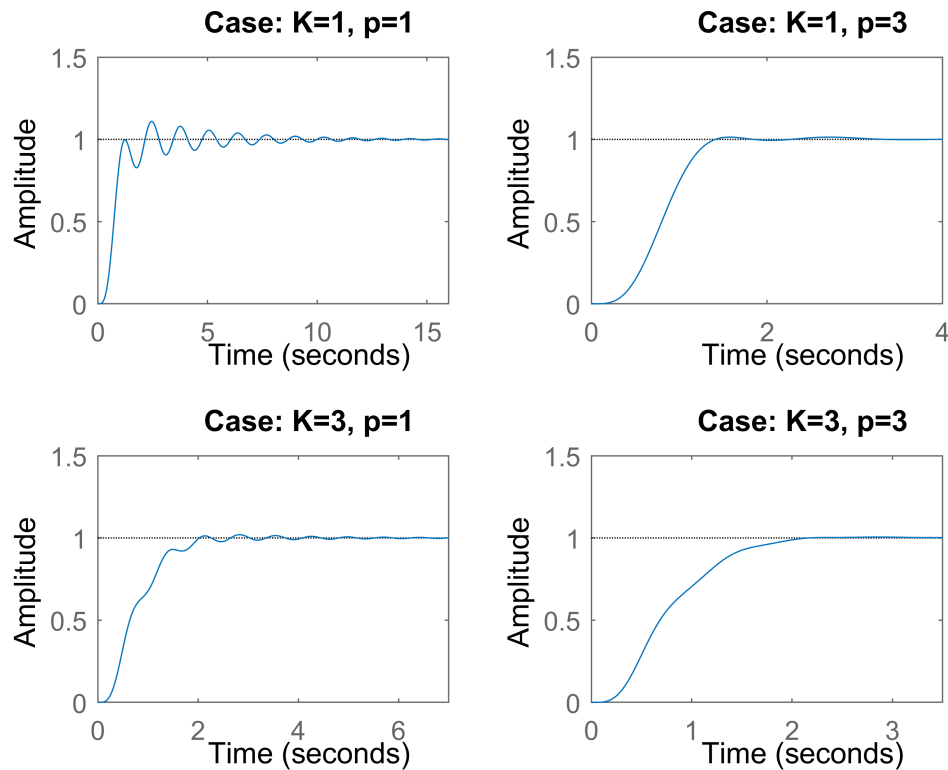 Case: K=1, p=1
1.5
1
0.5
0
Amplitude
0 5 10 15
Time (seconds)
Case: K=1, p=3
1.5
1
0.5
0
Amplitude
0 2 4
Time (seconds)
Case: K=3, p=1
1.5
1
0.5
0
Amplitude
0 2 4 6
Time (seconds)
Case: K=3, p=3
1.5
1
0.5
0
Amplitude
0 1 2 3
Time (seconds)